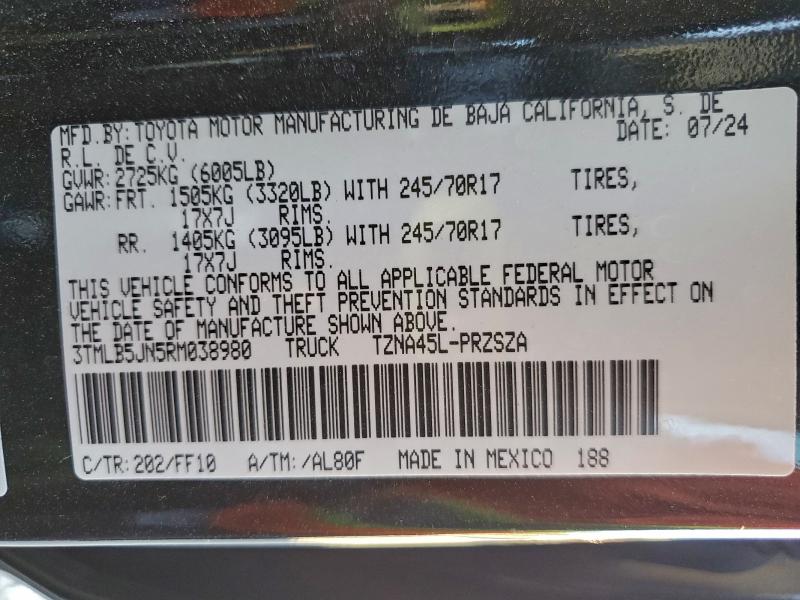 MFD.BY: TOYOTA MOTOR MANUFACTURING DE BAJA CALIFORNIA, S. DE
R.L. DE C.V. DATE: 07/24
GVWR: 2725KG (6005LB)
GAWR: FRT. 1505KG (3320LB) WITH 245/70R17 TIRES,
17X7J RIMS.
RR. 1405KG (3095LB) WITH 245/70R17 TIRES,
17X7J RIMS.
THIS VEHICLE CONFORMS TO ALL APPLICABLE FEDERAL MOTOR
VEHICLE SAFETY AND THEFT PREVENTION STANDARDS IN EFFECT ON
THE DATE OF MANUFACTURE SHOWN ABOVE.
3TMLB5JN5RM038980 TRUCK TZNA45L-PRZSZA
C/TR: 202/FF10 A/TM: /AL80F MADE IN MEXICO 188